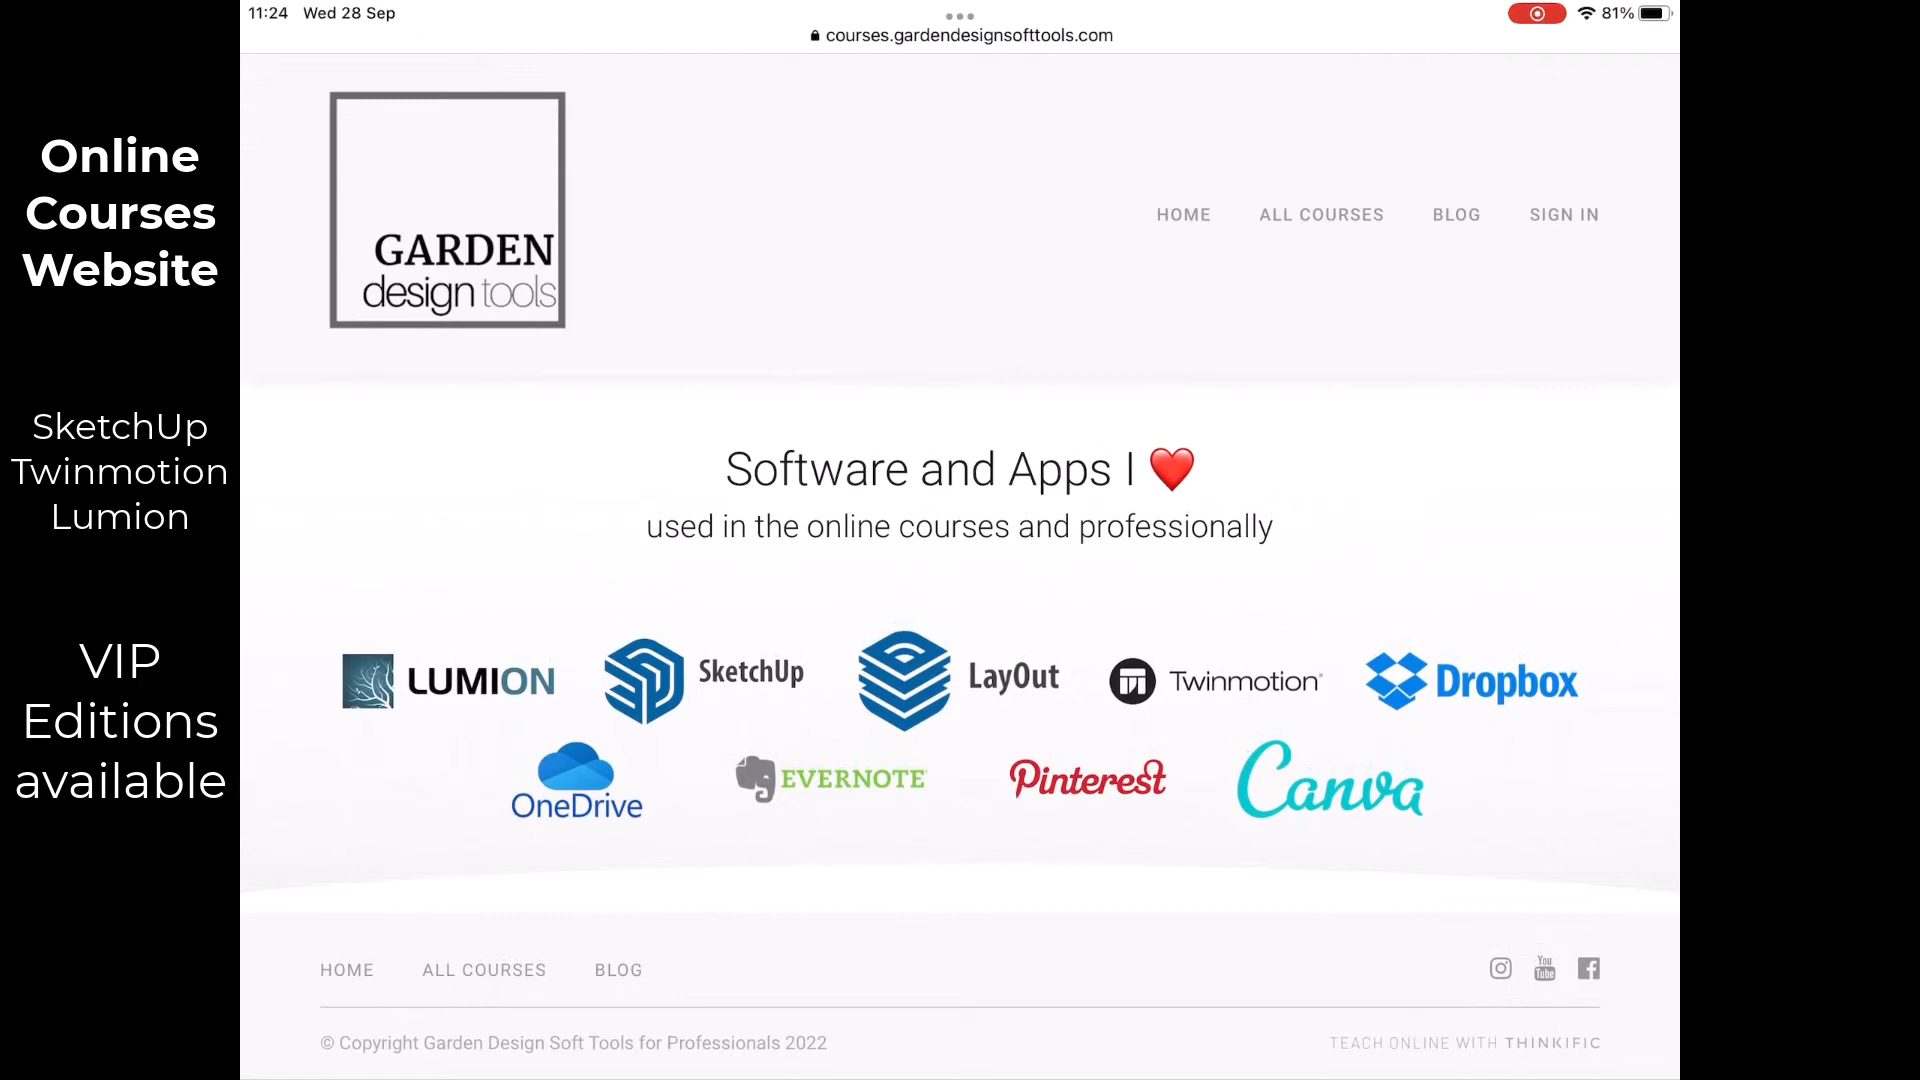 11:24 Wed 28 Sep
81%
courses.gardendesignsofttools.com
Online
Courses
Website
SketchUp
Twinmotion
Lumion
VIP
Editions
available
GARDEN
design tools
HOME ALL COURSES BLOG SIGN IN
Software and Apps I ❤️
used in the online courses and professionally
LUMION SketchUp LayOut Twinmotion Dropbox
OneDrive EVERNOTE Pinterest Canva
HOME ALL COURSES BLOG
You
Tube
© Copyright Garden Design Soft Tools for Professionals 2022
TEACH ONLINE WITH THINKIFIC